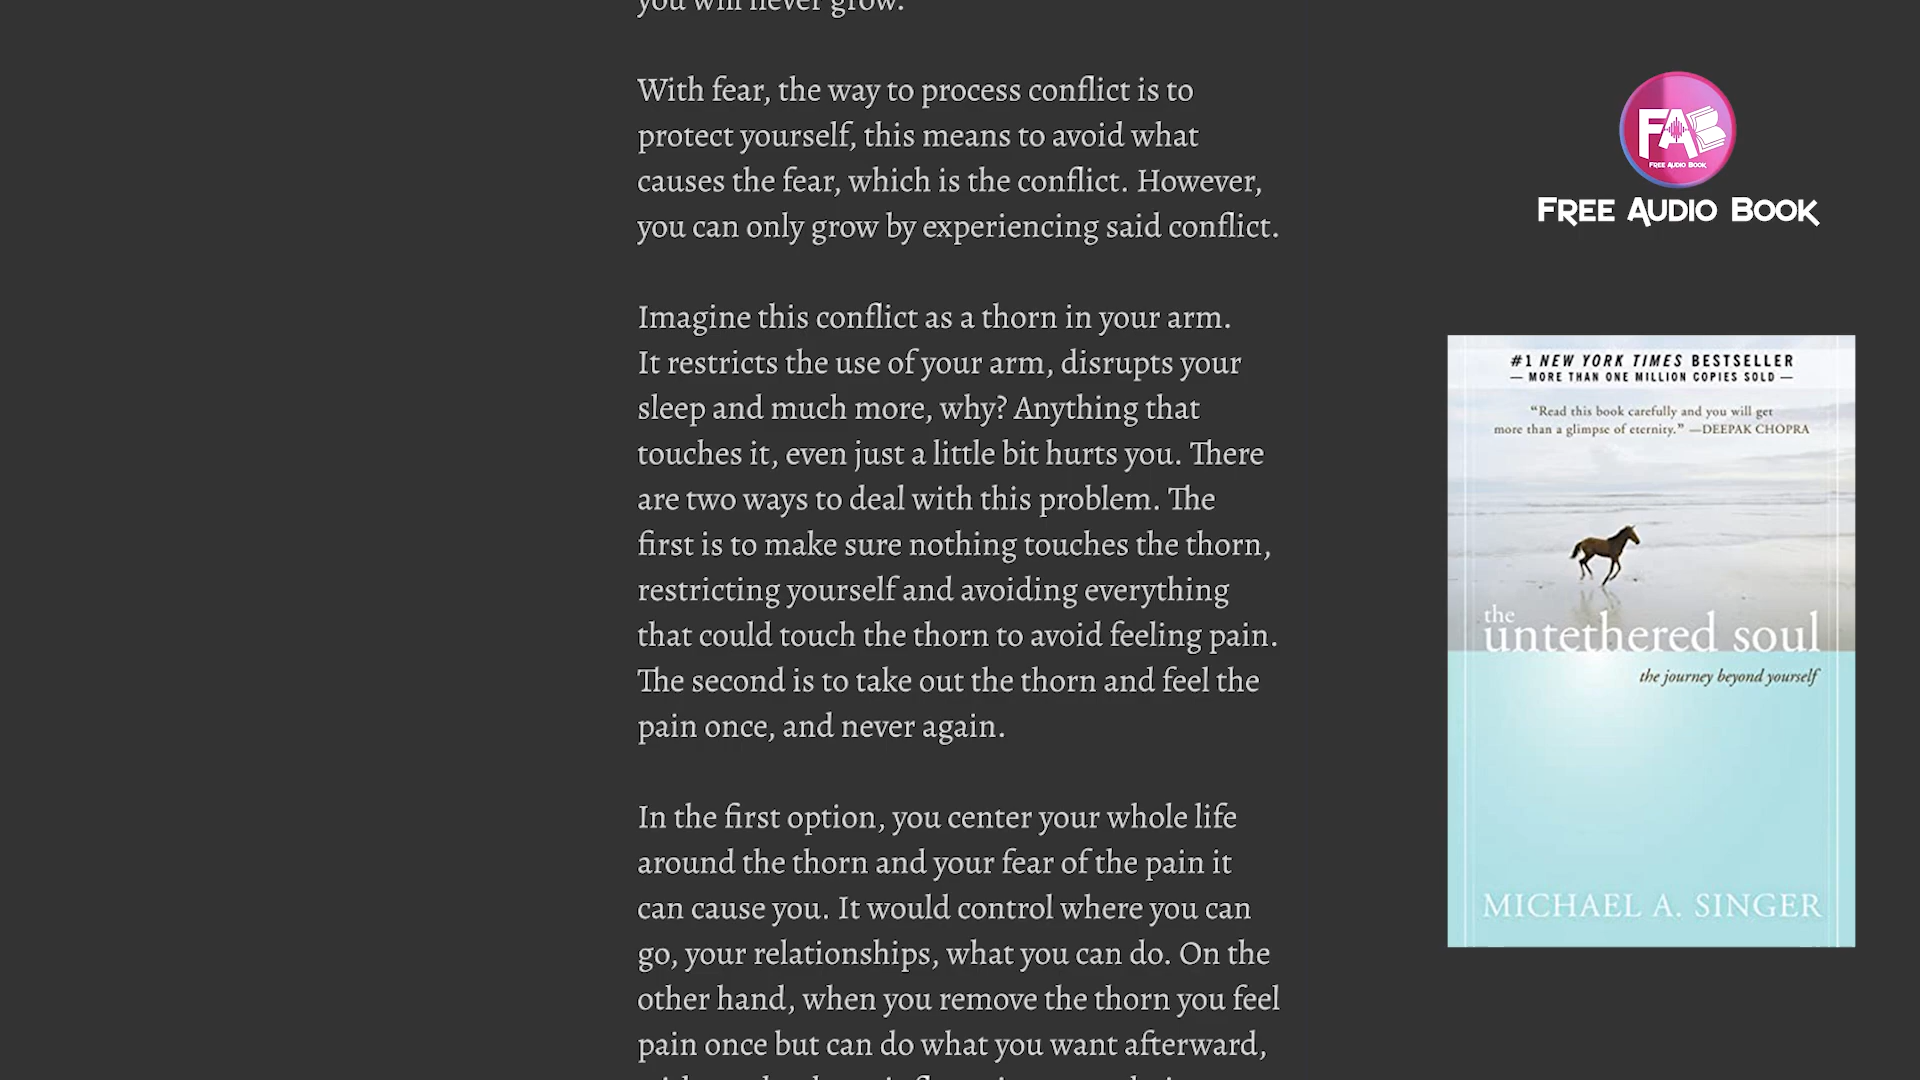 you will never grow.
With fear, the way to process conflict is to
protect yourself, this means to avoid what
causes the fear, which is the conflict. However,
you can only grow by experiencing said conflict.
Imagine this conflict as a thorn in your arm.
It restricts the use of your arm, disrupts your
sleep and much more, why? Anything that
touches it, even just a little bit hurts you. There
are two ways to deal with this problem. The
first is to make sure nothing touches the thorn,
restricting yourself and avoiding everything
that could touch the thorn to avoid feeling pain.
The second is to take out the thorn and feel the
pain once, and never again.
In the first option, you center your whole life
around the thorn and your fear of the pain it
can cause you. It would control where you can
go, your relationships, what you can do. On the
other hand, when you remove the thorn you feel
pain once but can do what you want afterward,
FAB
FREE AUDIO BOOK
FREE AUDIO BOOK
#1 NEW YORK TIMES BESTSELLER
— MORE THAN ONE MILLION COPIES SOLD —
“Read this book carefully and you will get
more than a glimpse of eternity.” —DEEPAK CHOPRA
the
untethered soul
the journey beyond yourself
MICHAEL A. SINGER